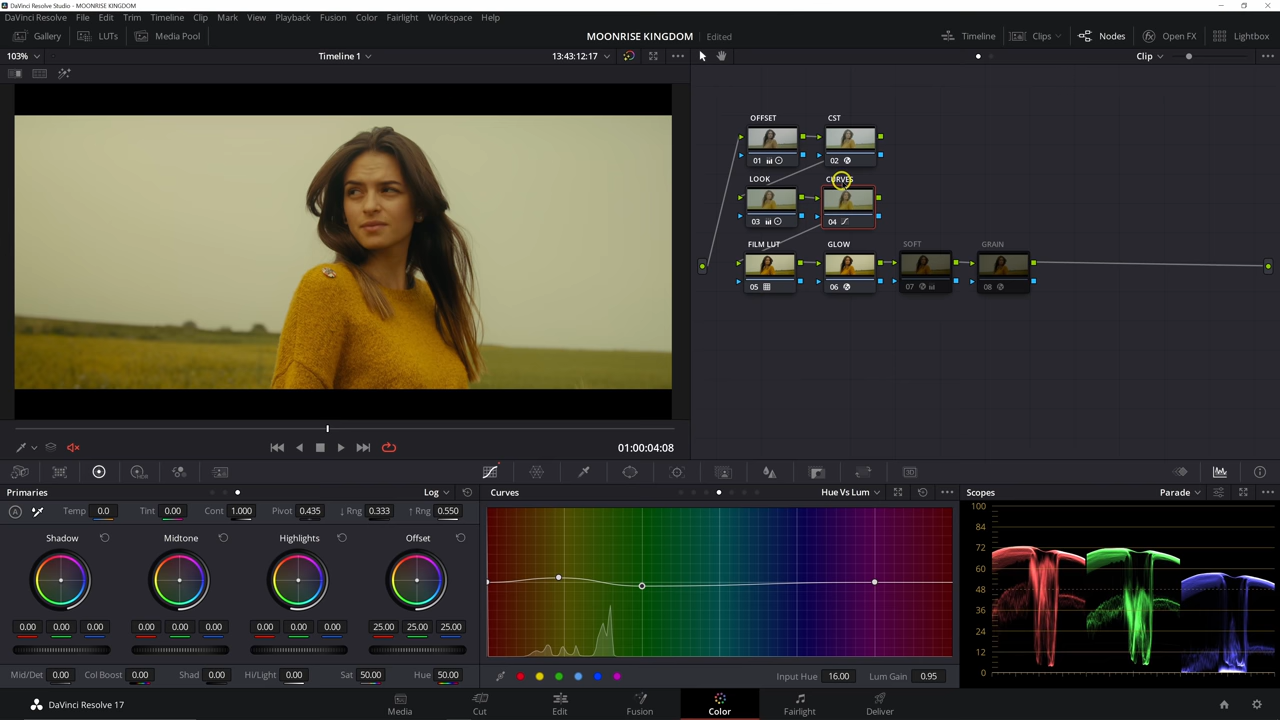 DaVinci Resolve Studio - MOONRISE KINGDOM
DaVinci Resolve File Edit Trim Timeline Clip Mark View Playback Fusion Color Fairlight Workspace Help
Gallery LUTs Media Pool MOONRISE KINGDOM Edited Timeline Clips Nodes Open FX Lightbox
103% Timeline 1 13:43:12:17 Clip
OFFSET CST
01 02
LOOK CURVES
03 04
FILM LUT GLOW SOFT GRAIN
05 06 07 08
01:00:04:08
Primaries Log
Temp 0.0 Tint 0.00 Cont 1.000 Pivot 0.435 ↓ Rng 0.333 ↑ Rng 0.550
Shadow Midtone Highlights Offset
0.00 0.00 0.00 0.00 0.00 0.00 0.00 0.00 0.00 25.00 25.00 25.00
Mid/Det 0.00 Col Boost 0.00 Shad 0.00 Hi/Light 0.00 Sat 50.00 Hue 50.00
Curves Hue Vs Lum
Input Hue 16.00 Lum Gain 0.95
Scopes Parade
100
84
72
60
48
36
24
12
0
DaVinci Resolve 17 Media Cut Edit Fusion Color Fairlight Deliver